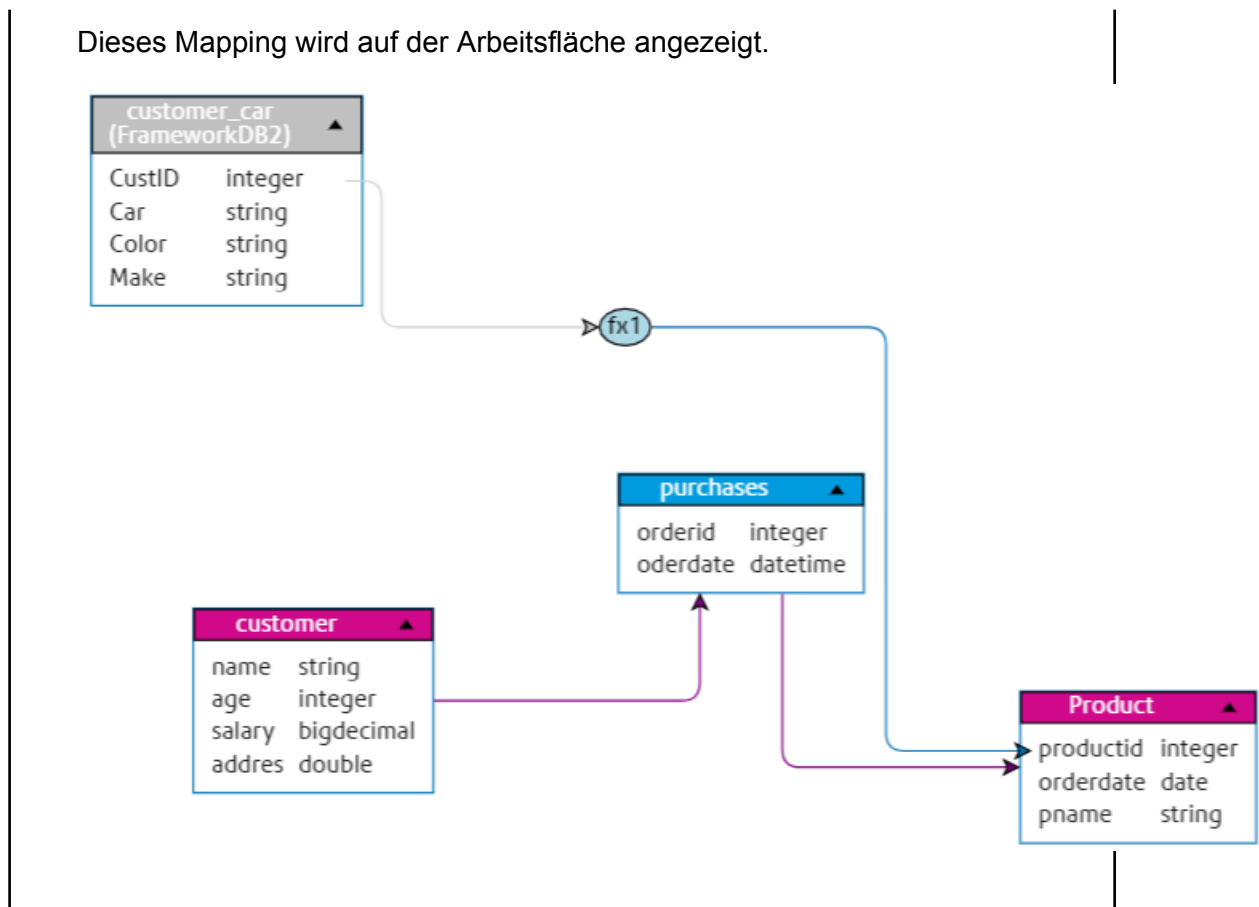 Dieses Mapping wird auf der Arbeitsfläche angezeigt.
customer_car
(FrameworkDB2)
CustID integer
Car string
Color string
Make string
fx1
purchases
orderid integer
oderdate datetime
customer
name string
age integer
salary bigdecimal
addres double
Product
productid integer
orderdate date
pname string